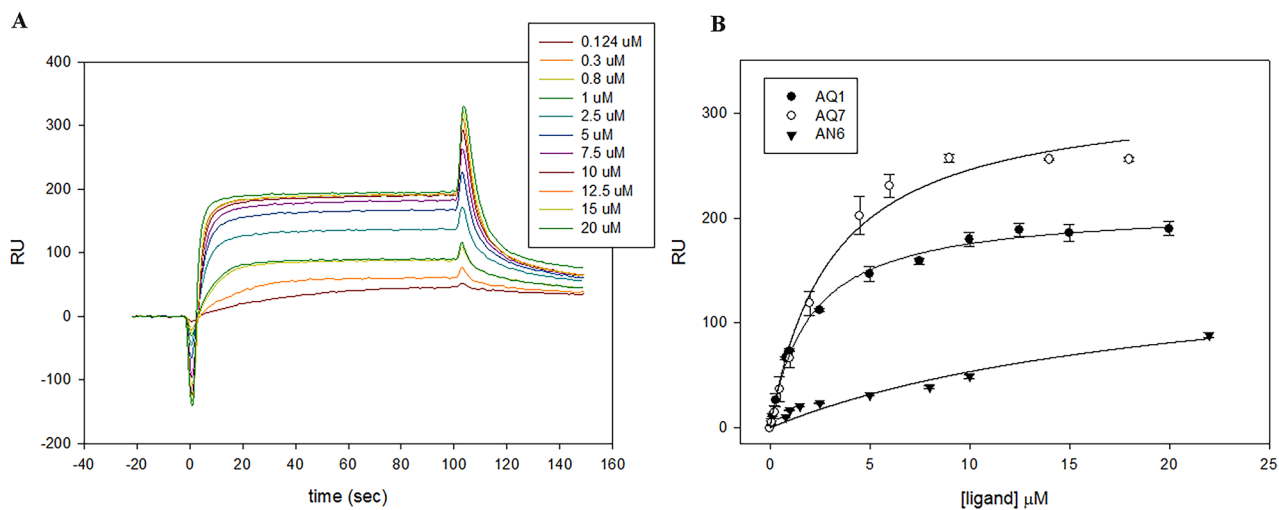 A
400
300
200
100
0
-100
-200
RU
-40
-20
0
20
40
60
80
100
120
140
160
time (sec)
0.124 uM
0.3 uM
0.8 uM
1 uM
2.5 uM
5 uM
7.5 uM
10 uM
12.5 uM
15 uM
20 uM
B
300
200
100
0
RU
AQ1
AQ7
AN6
0
5
10
15
20
25
[ligand] μM